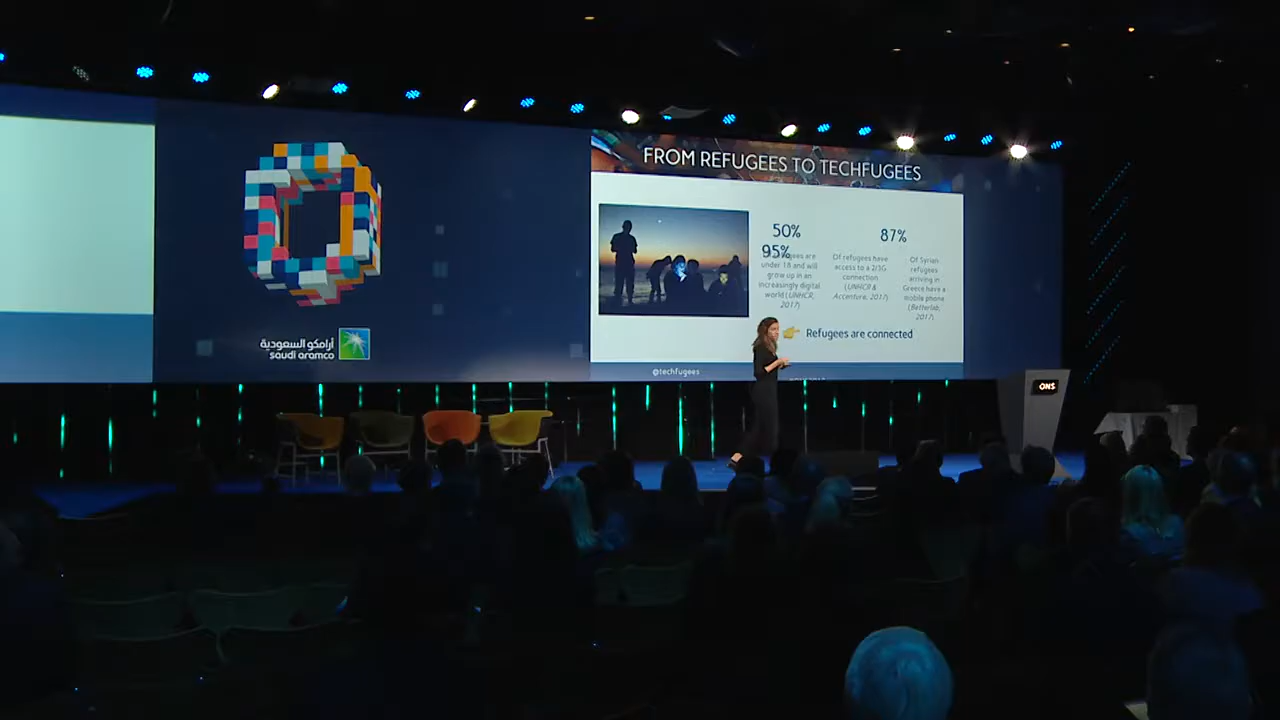 FROM REFUGEES TO TECHFUGEES
50%
95%
under 18 and will
grow up in an
increasingly digital
world (UNHCR,
2017)
Of refugees have
access to a 2/3G
connection
(UNHCR &
Accenture, 2017)
87%
Of Syrian
refugees
arriving in
Greece have a
mobile phone
(Betterlab,
2017)
Refugees are connected
@techfugees
أرامكو السعودية
saudi aramco
ONS